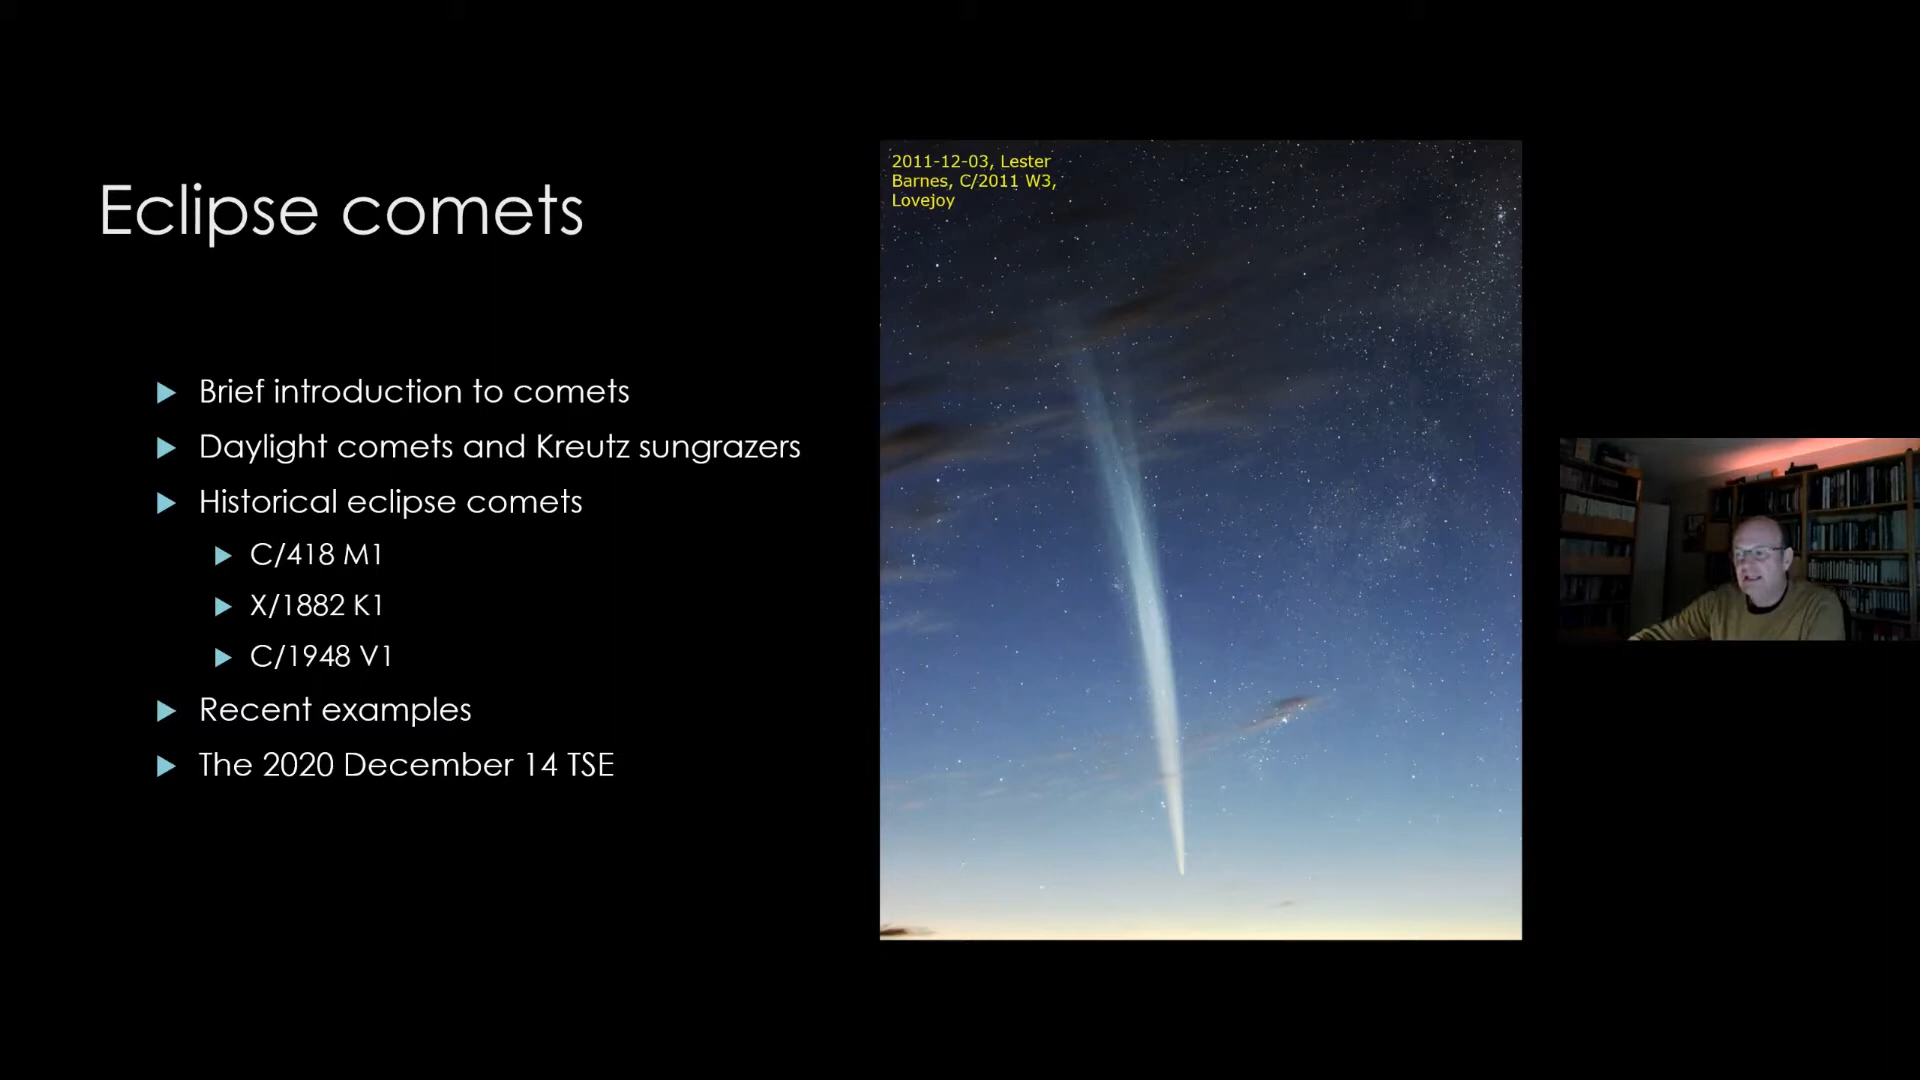 Eclipse comets
Brief introduction to comets
Daylight comets and Kreutz sungrazers
Historical eclipse comets
C/418 M1
X/1882 K1
C/1948 V1
Recent examples
The 2020 December 14 TSE
2011-12-03, Lester
Barnes, C/2011 W3,
Lovejoy